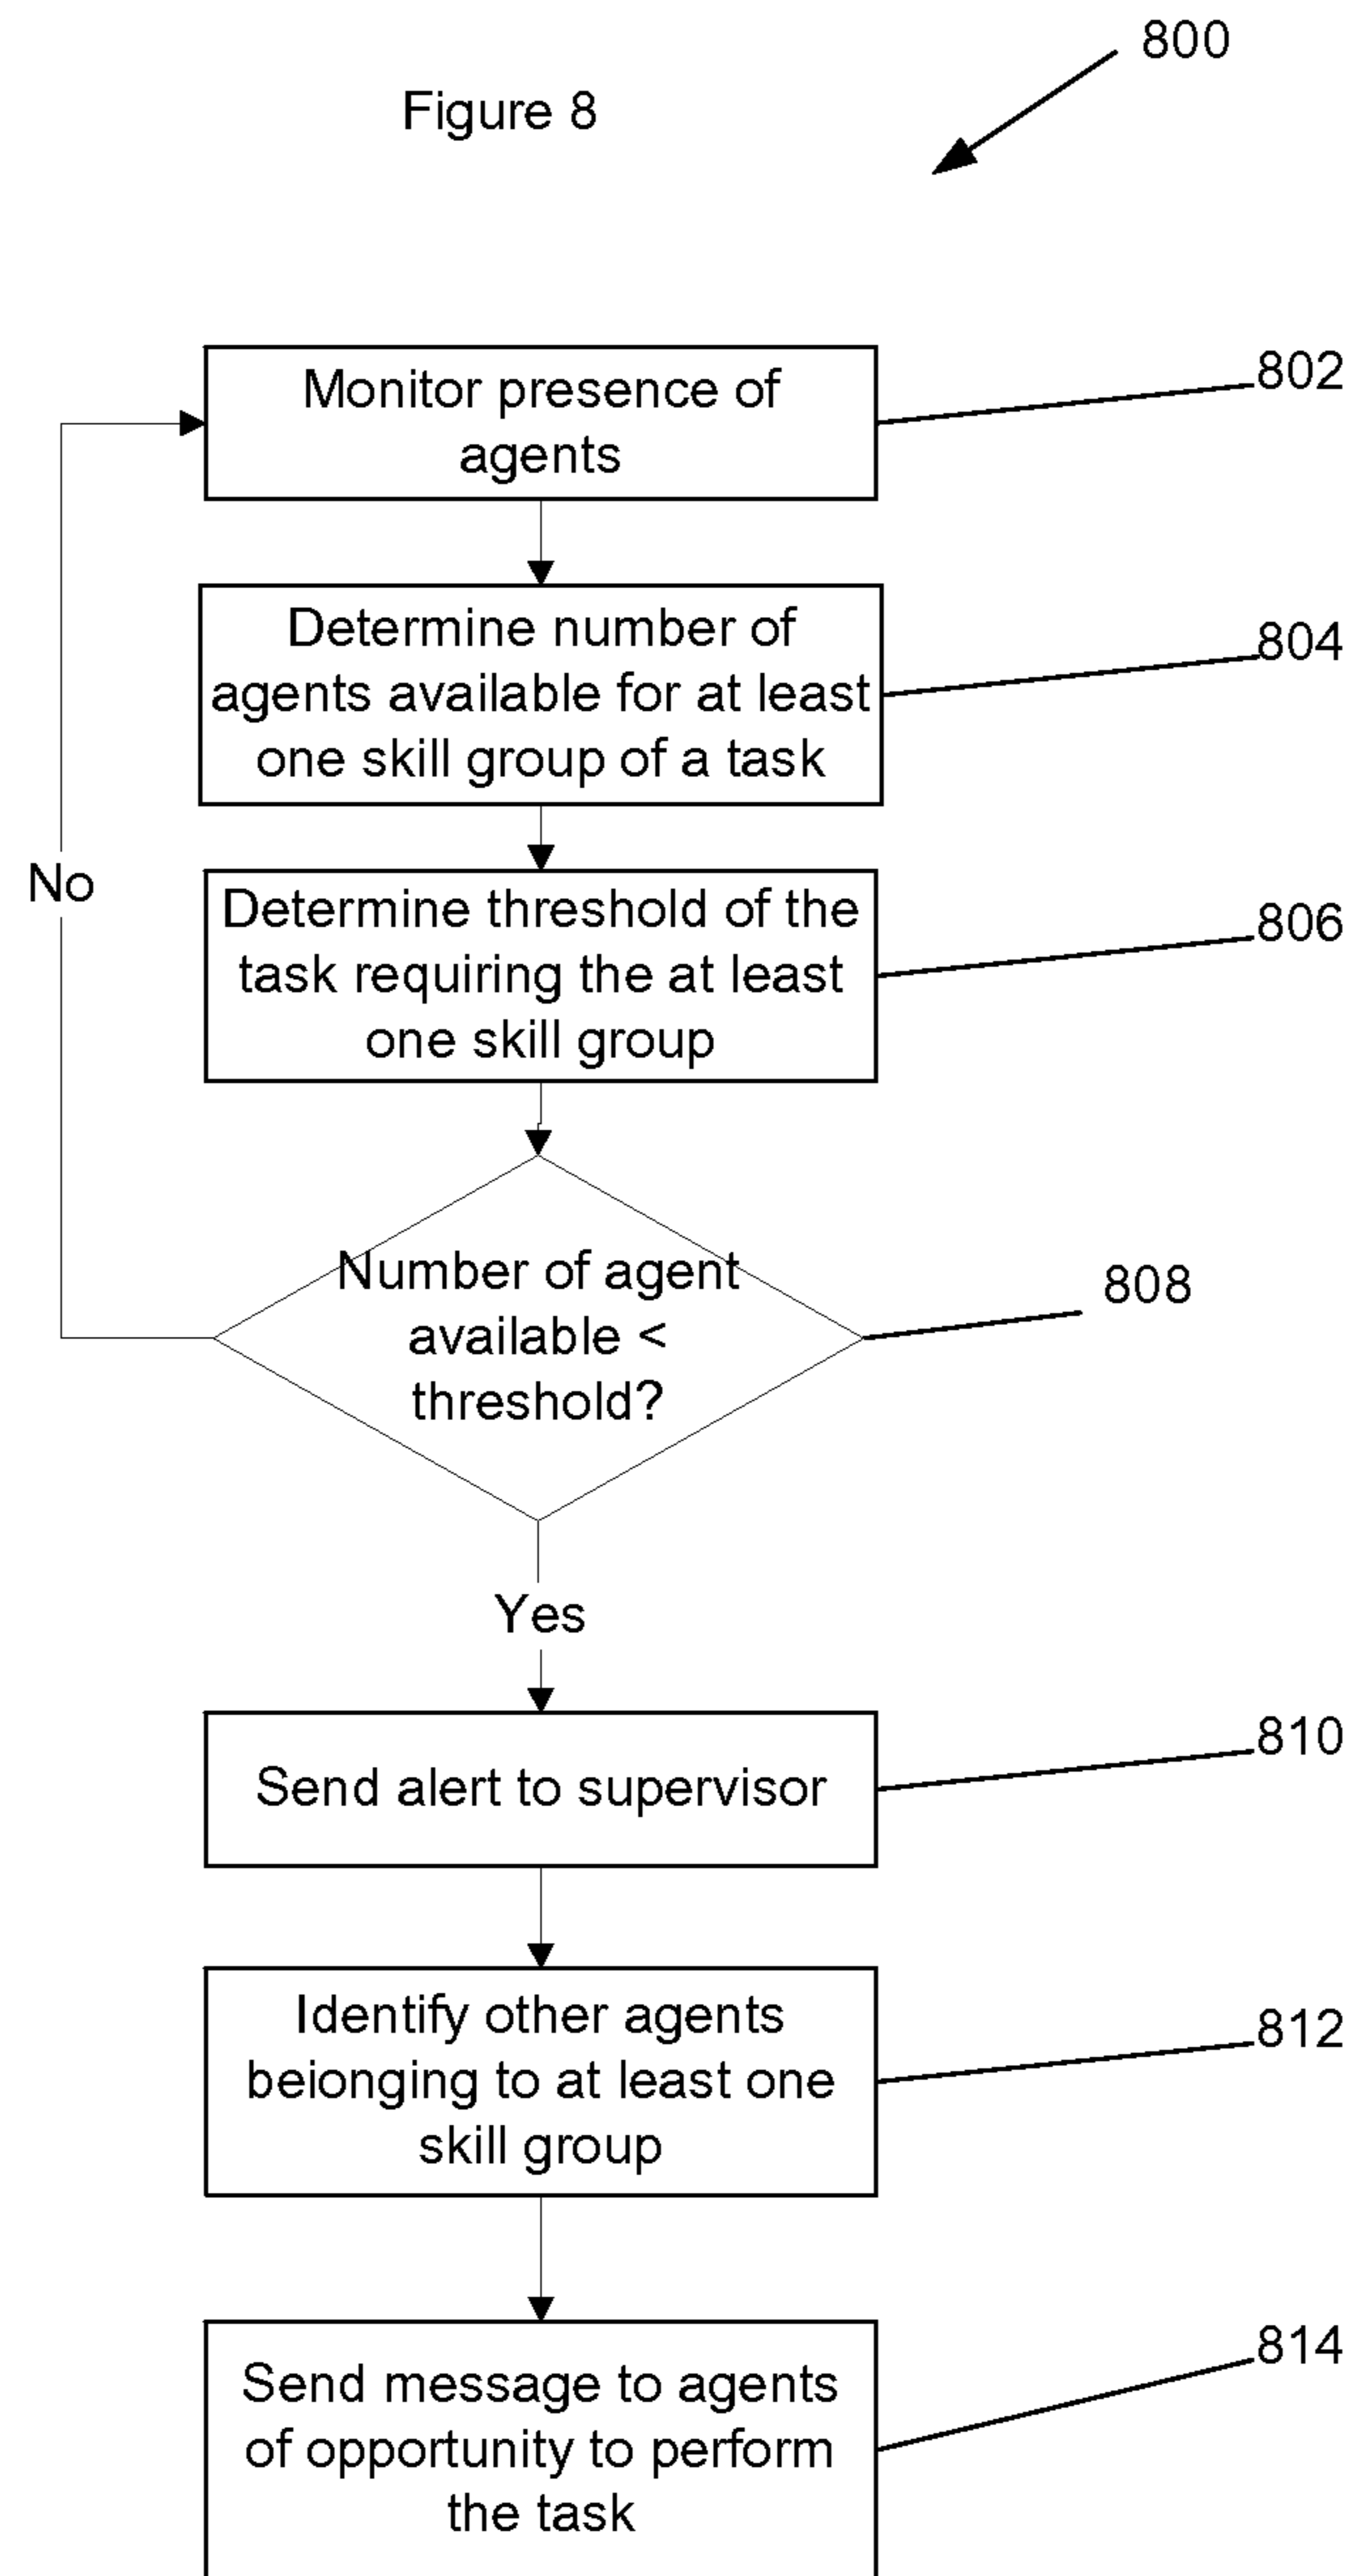 800
Figure 8
Monitor presence of
agents
802
Determine number of
agents available for at least
one skill group of a task
804
No
Determine threshold of the
task requiring the at least
one skill group
806
Number of agent
available <
threshold?
808
Yes
Send alert to supervisor
810
Identify other agents
beionging to at least one
skill group
812
Send message to agents
of opportunity to perform
the task
814